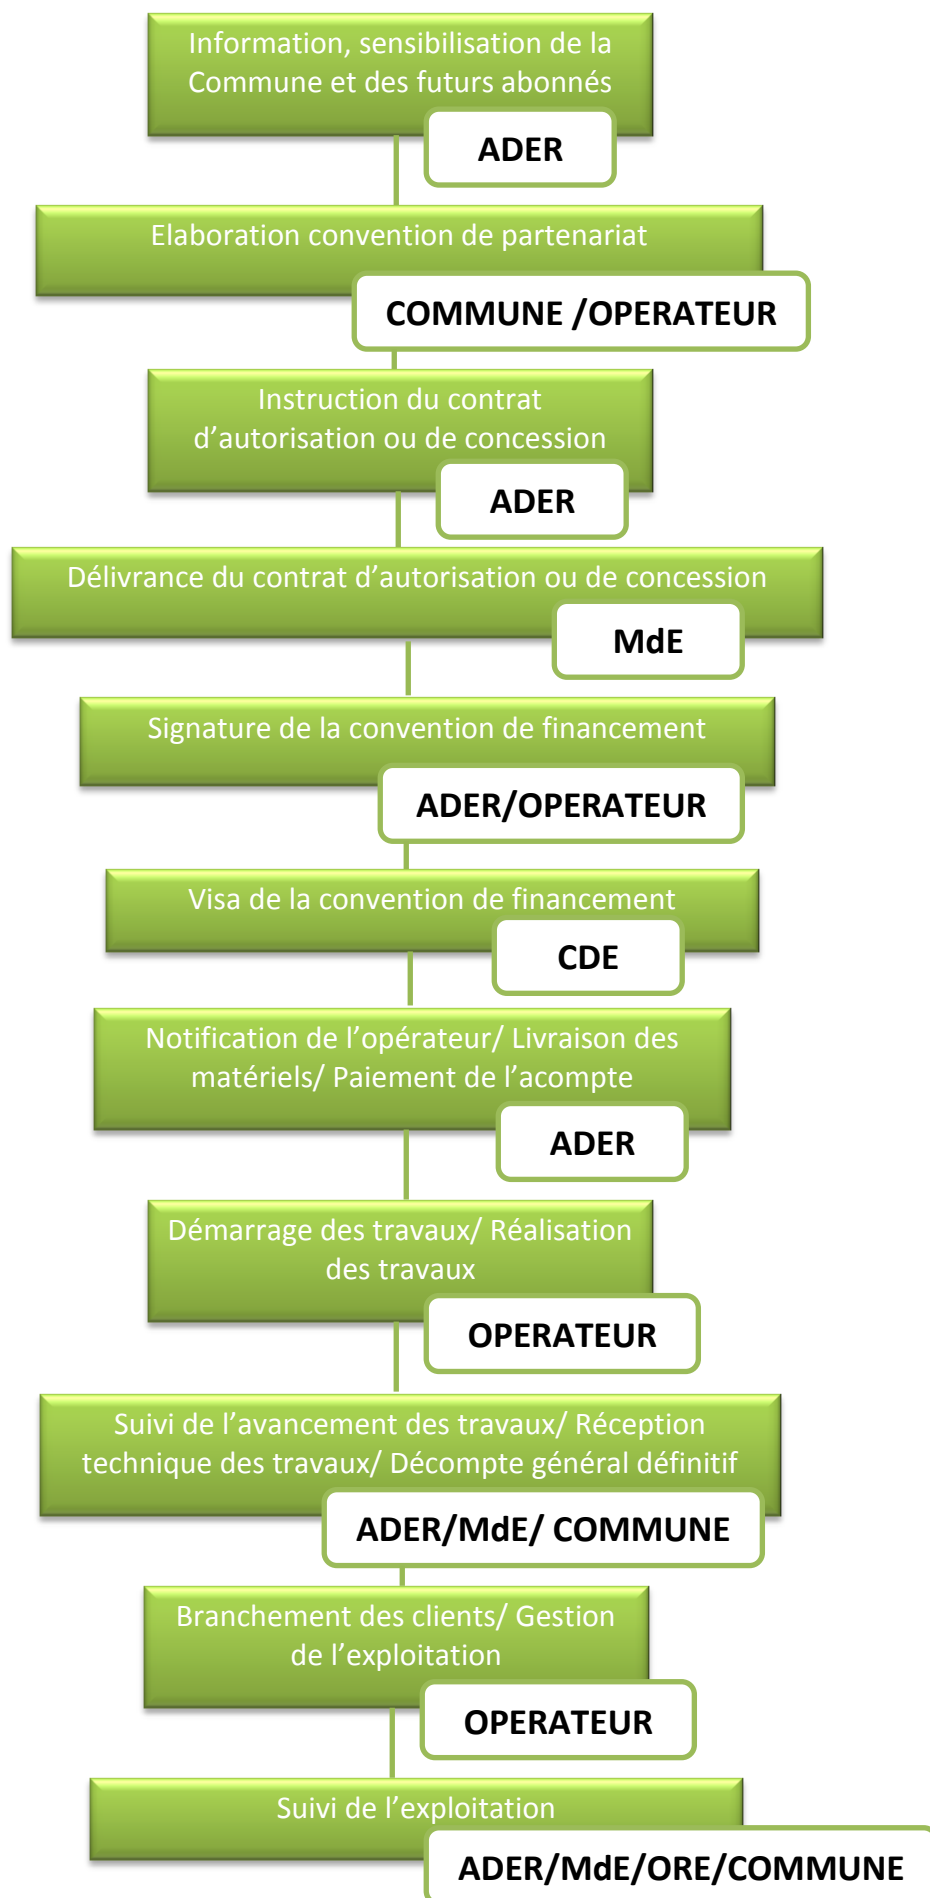 Information, sensibilisation de la
Commune et des futurs abonnés
ADER
Elaboration convention de partenariat
COMMUNE /OPERATEUR
Instruction du contrat
d’autorisation ou de concession
ADER
Délivrance du contrat d’autorisation ou de concession
MdE
Signature de la convention de financement
ADER/OPERATEUR
Visa de la convention de financement
CDE
Notification de l’opérateur/ Livraison des
matériels/ Paiement de l’acompte
ADER
Démarrage des travaux/ Réalisation
des travaux
OPERATEUR
Suivi de l’avancement des travaux/ Réception
technique des travaux/ Décompte général définitif
ADER/MdE/ COMMUNE
Branchement des clients/ Gestion
de l’exploitation
OPERATEUR
Suivi de l’exploitation
ADER/MdE/ORE/COMMUNE